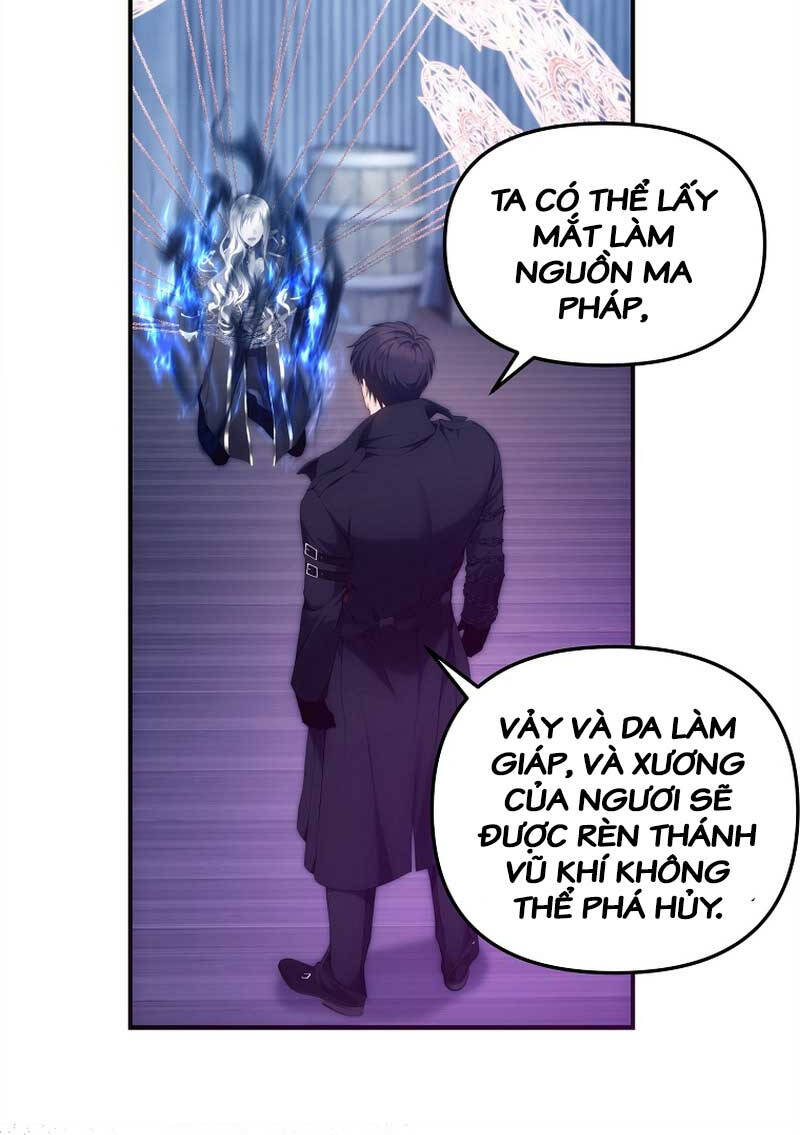 TA CÓ THỂ LẤY
MẮT LÀM
NGUỒN MA
PHÁP,
VẢY VÀ DA LÀM
GIÁP, VÀ XƯƠNG
CỦA NGƯƠI SẼ
ĐƯỢC RÈN THÁNH
VŨ KHÍ KHÔNG
THỂ PHÁ HỦY.